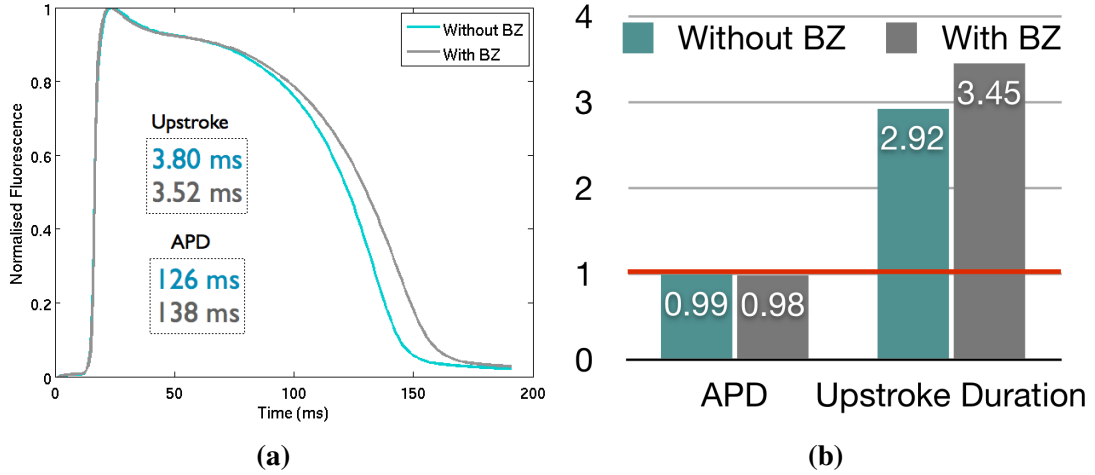 Without BZ
With BZ
1
0.8
0.6
0.4
0.2
0
Normalised Fluorescence
Upstroke
3.80 ms
3.52 ms
APD
126 ms
138 ms
0 50 100 150 200
Time (ms)
(a)
4
3
2
1
0
Without BZ With BZ
0.99 0.98 2.92 3.45
APD Upstroke Duration
(b)